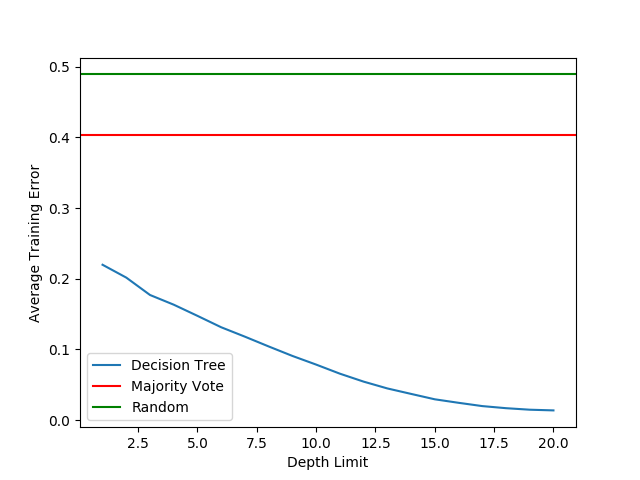 0.5
0.4
0.3
0.2
0.1
0.0
Average Training Error
Decision Tree
Majority Vote
Random
2.5 5.0 7.5 10.0 12.5 15.0 17.5 20.0
Depth Limit